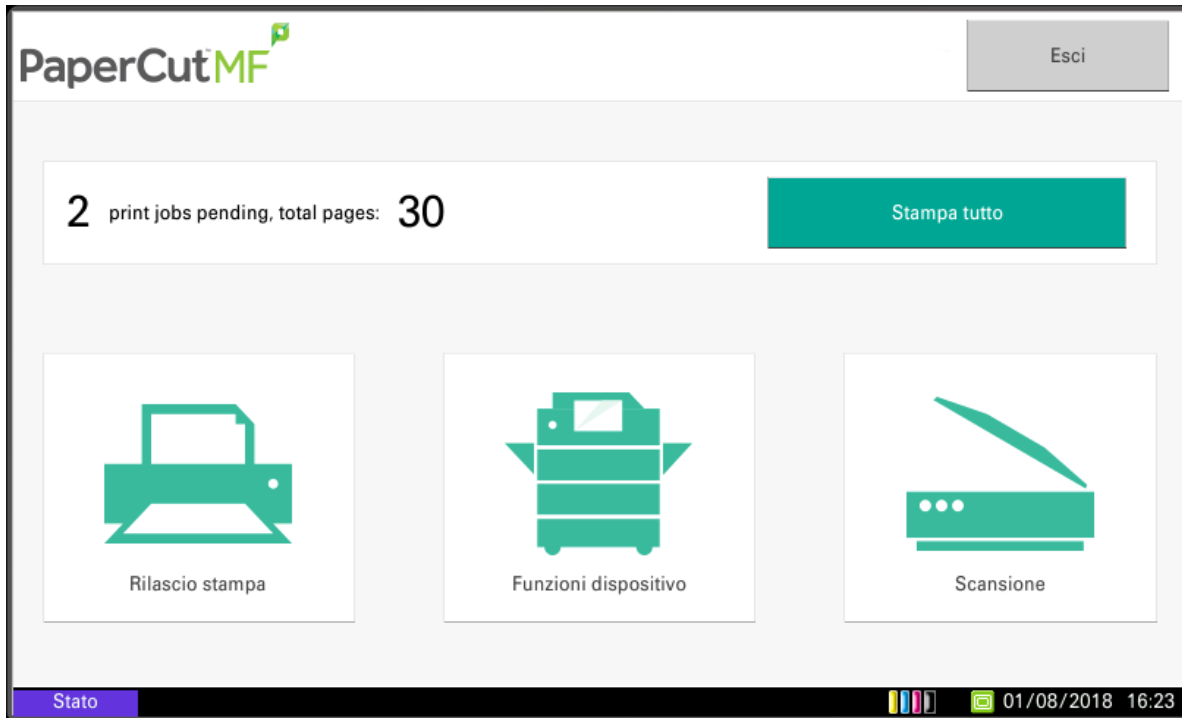 PaperCut MF
Esci
2 print jobs pending, total pages: 30
Stampa tutto
Rilascio stampa
Funzioni dispositivo
Scansione
Stato
01/08/2018 16:23